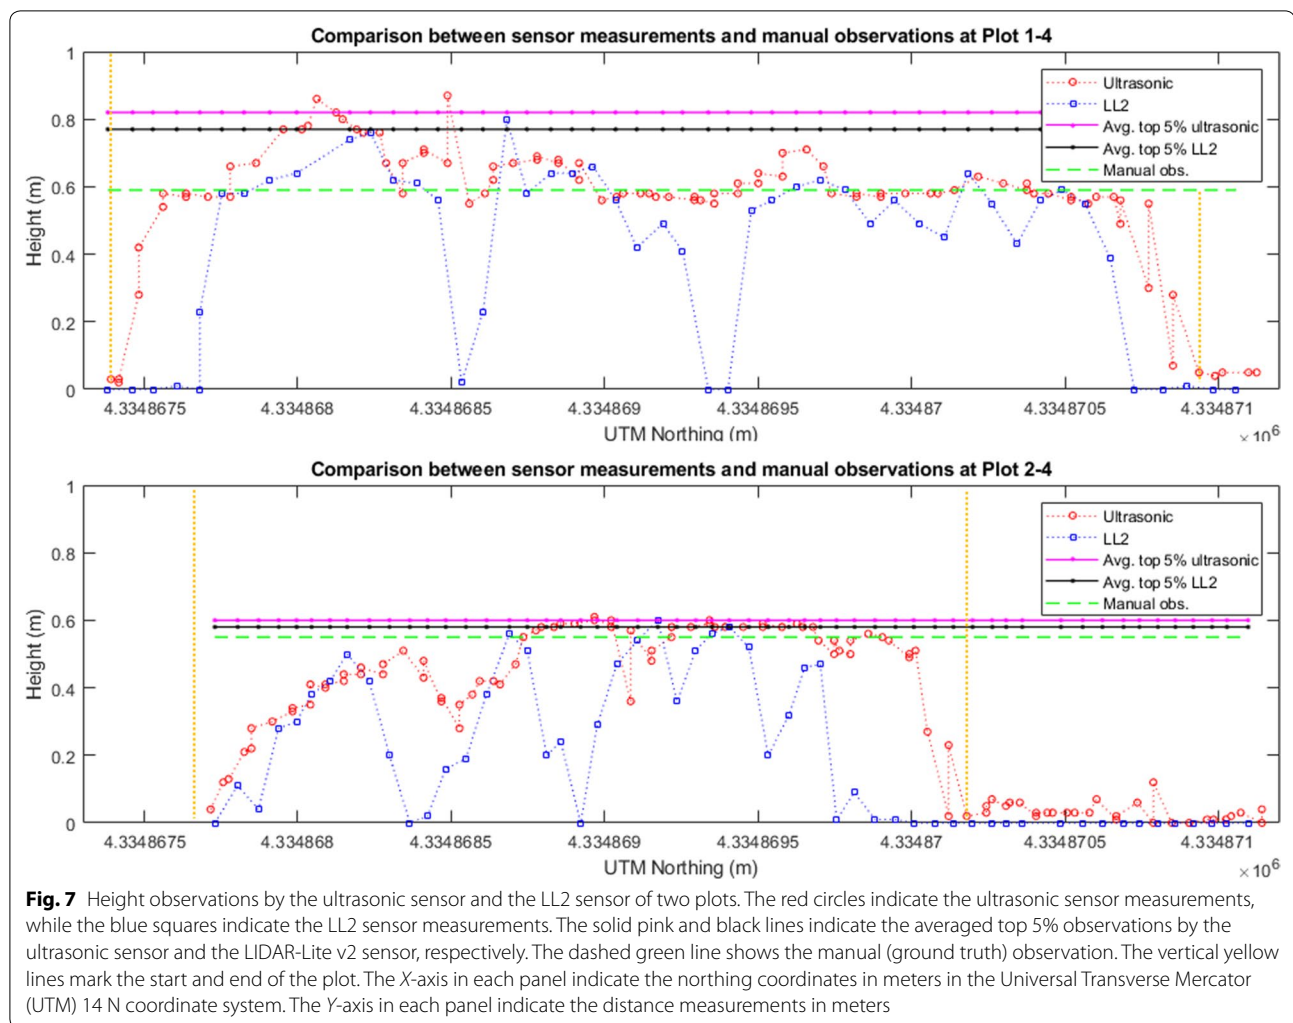 Comparison between sensor measurements and manual observations at Plot 1-4
1
0.8
0.6
0.4
0.2
0
Height (m)
Ultrasonic
LL2
Avg. top 5% ultrasonic
Avg. top 5% LL2
Manual obs.
4.3348675
4.334868
4.3348685
4.334869
4.3348695
4.33487
4.3348705
4.334871
UTM Northing (m)
×10⁶
Comparison between sensor measurements and manual observations at Plot 2-4
1
0.8
0.6
0.4
0.2
0
Height (m)
Ultrasonic
LL2
Avg. top 5% ultrasonic
Avg. top 5% LL2
Manual obs.
4.3348675
4.334868
4.3348685
4.334869
4.3348695
4.33487
4.3348705
4.334871
UTM Northing (m)
×10⁶
Fig. 7 Height observations by the ultrasonic sensor and the LL2 sensor of two plots. The red circles indicate the ultrasonic sensor measurements,
while the blue squares indicate the LL2 sensor measurements. The solid pink and black lines indicate the averaged top 5% observations by the
ultrasonic sensor and the LIDAR-Lite v2 sensor, respectively. The dashed green line shows the manual (ground truth) observation. The vertical yellow
lines mark the start and end of the plot. The X-axis in each panel indicate the northing coordinates in meters in the Universal Transverse Mercator
(UTM) 14 N coordinate system. The Y-axis in each panel indicate the distance measurements in meters